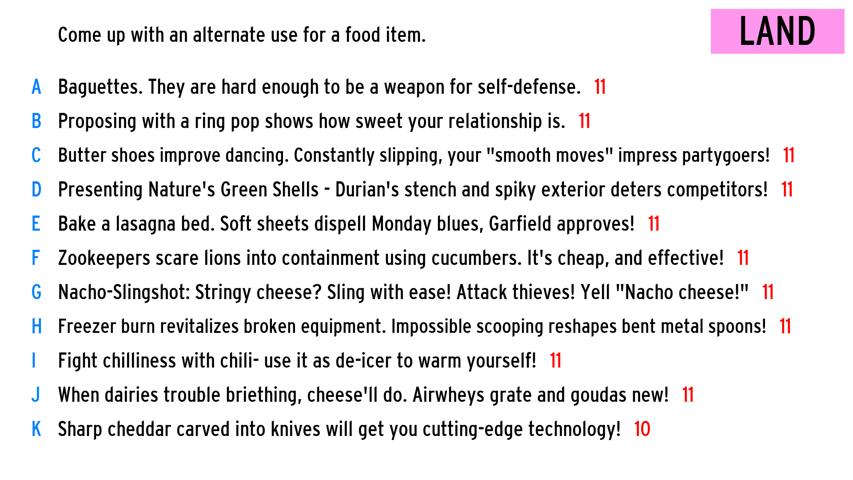 Come up with an alternate use for a food item.
LAND
A Baguettes. They are hard enough to be a weapon for self-defense. 11
B Proposing with a ring pop shows how sweet your relationship is. 11
C Butter shoes improve dancing. Constantly slipping, your "smooth moves" impress partygoers! 11
D Presenting Nature's Green Shells - Durian's stench and spiky exterior deters competitors! 11
E Bake a lasagna bed. Soft sheets dispell Monday blues, Garfield approves! 11
F Zookeepers scare lions into containment using cucumbers. It's cheap, and effective! 11
G Nacho-Slingshot: Stringy cheese? Sling with ease! Attack thieves! Yell "Nacho cheese!" 11
H Freezer burn revitalizes broken equipment. Impossible scooping reshapes bent metal spoons! 11
I Fight chilliness with chili- use it as de-icer to warm yourself! 11
J When dairies trouble briething, cheese'll do. Airwheys grate and goudas new! 11
K Sharp cheddar carved into knives will get you cutting-edge technology! 10